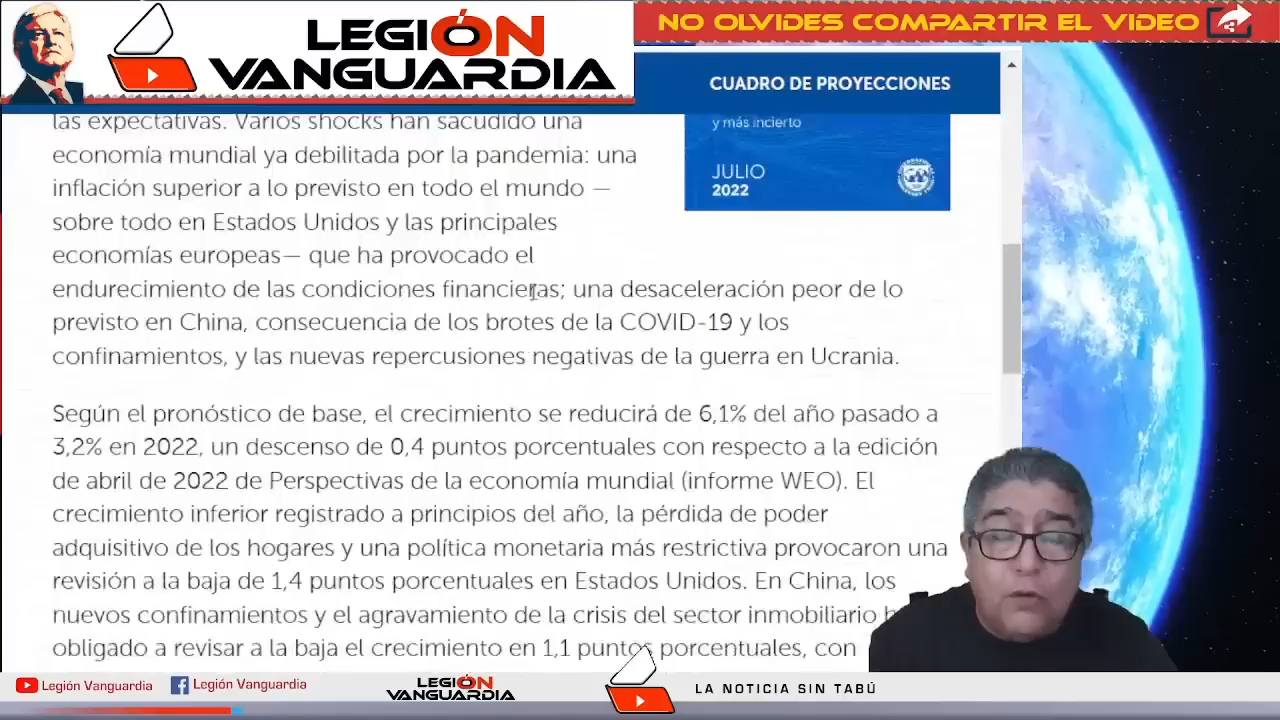 LEGIÓN
VANGUARDIA
NO OLVIDES COMPARTIR EL VIDEO
CUADRO DE PROYECCIONES
y más incierto
JULIO
2022
las expectativas. Varios shocks han sacudido una
economía mundial ya debilitada por la pandemia: una
inflación superior a lo previsto en todo el mundo —
sobre todo en Estados Unidos y las principales
economías europeas— que ha provocado el
endurecimiento de las condiciones financieras; una desaceleración peor de lo
previsto en China, consecuencia de los brotes de la COVID-19 y los
confinamientos, y las nuevas repercusiones negativas de la guerra en Ucrania.
Según el pronóstico de base, el crecimiento se reducirá de 6,1% del año pasado a
3,2% en 2022, un descenso de 0,4 puntos porcentuales con respecto a la edición
de abril de 2022 de Perspectivas de la economía mundial (informe WEO). El
crecimiento inferior registrado a principios del año, la pérdida de poder
adquisitivo de los hogares y una política monetaria más restrictiva provocaron una
revisión a la baja de 1,4 puntos porcentuales en Estados Unidos. En China, los
nuevos confinamientos y el agravamiento de la crisis del sector inmobiliario
obligado a revisar a la baja el crecimiento en 1,1 puntos porcentuales, con
Legión Vanguardia
Legión Vanguardia
LEGIÓN
VANGUARDIA
LA NOTICIA SIN TABÚ